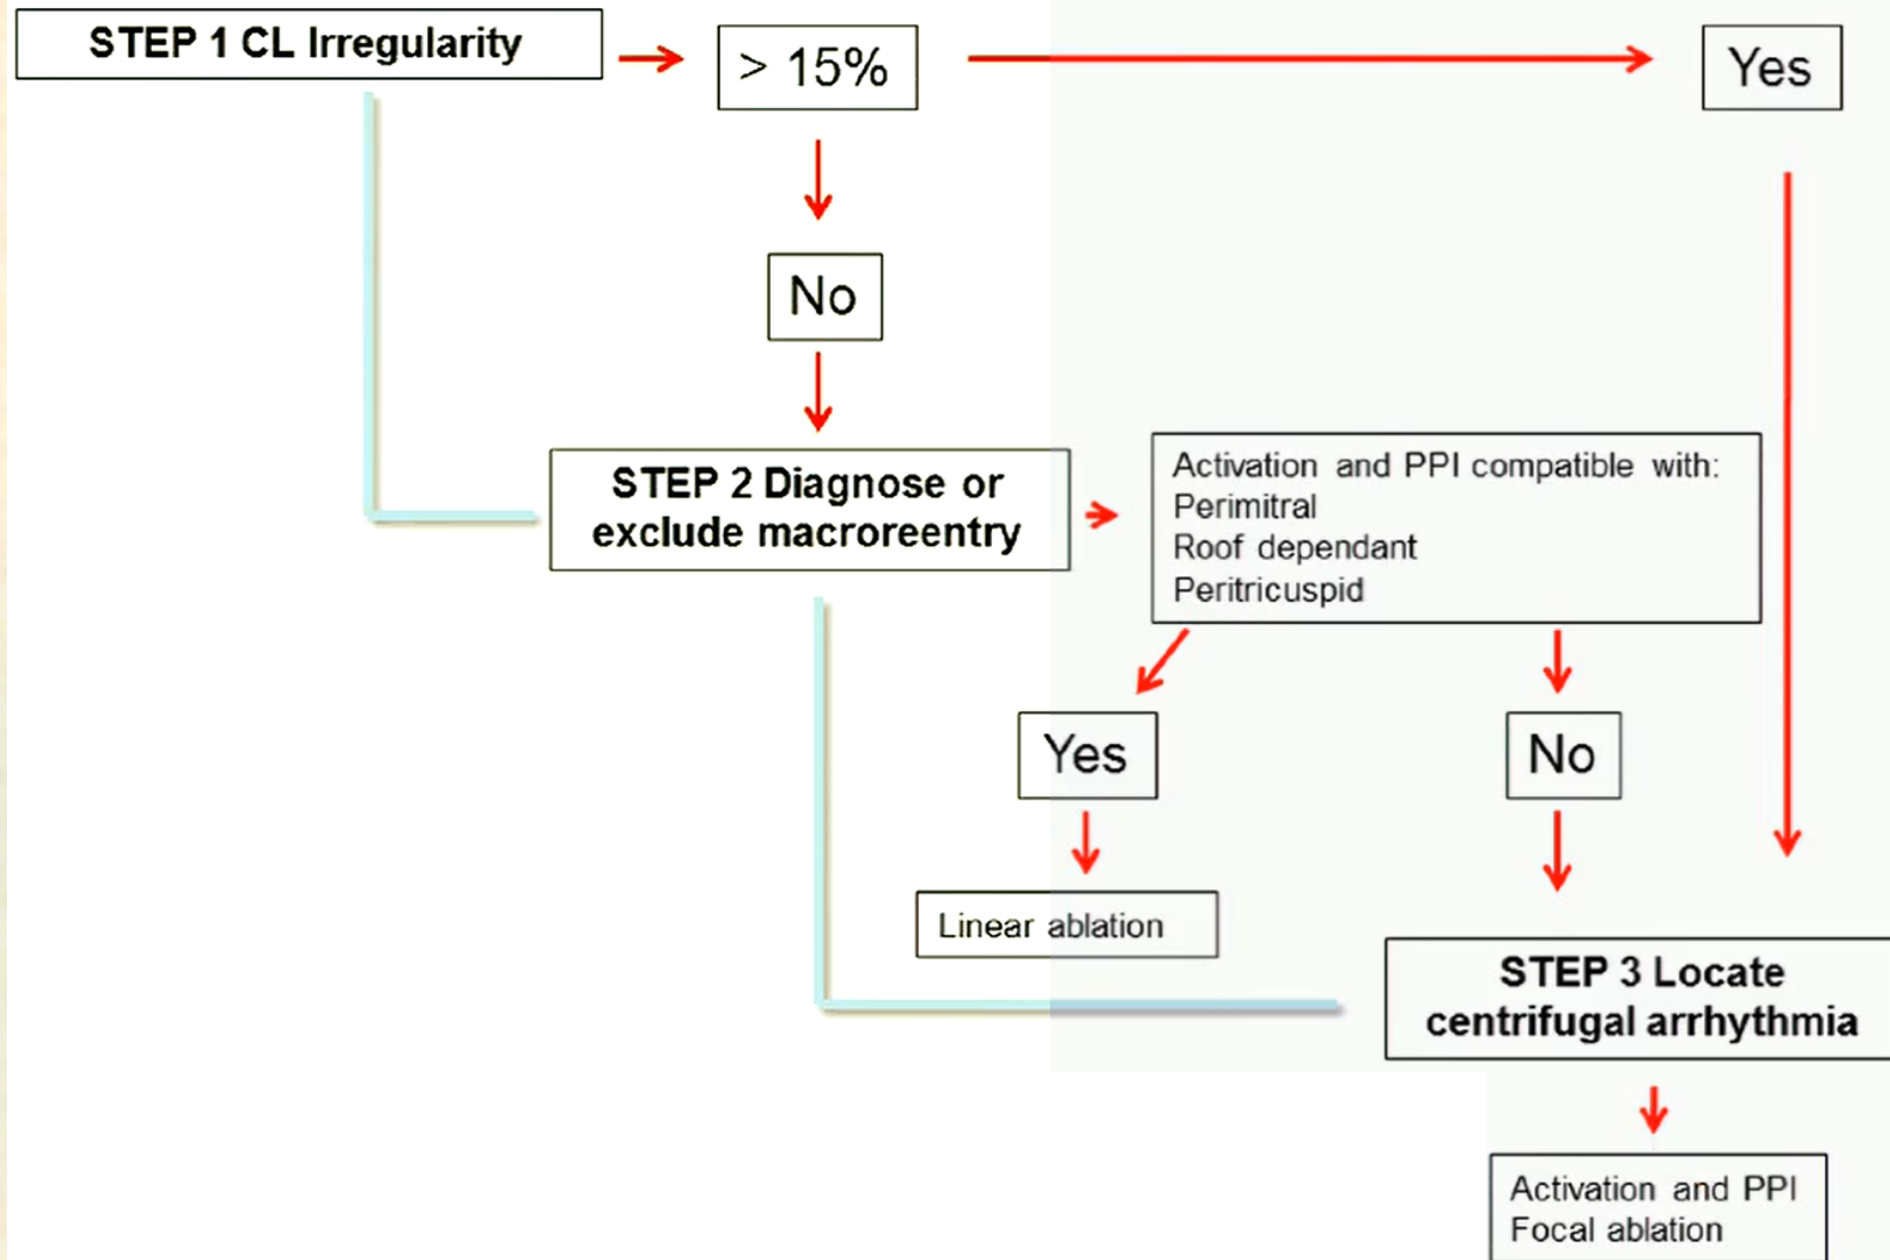 STEP 1 CL Irregularity
> 15%
Yes
No
STEP 2 Diagnose or
exclude macroreentry
Activation and PPI compatible with:
Perimitral
Roof dependant
Peritricuspid
Yes
No
Linear ablation
STEP 3 Locate
centrifugal arrhythmia
Activation and PPI
Focal ablation